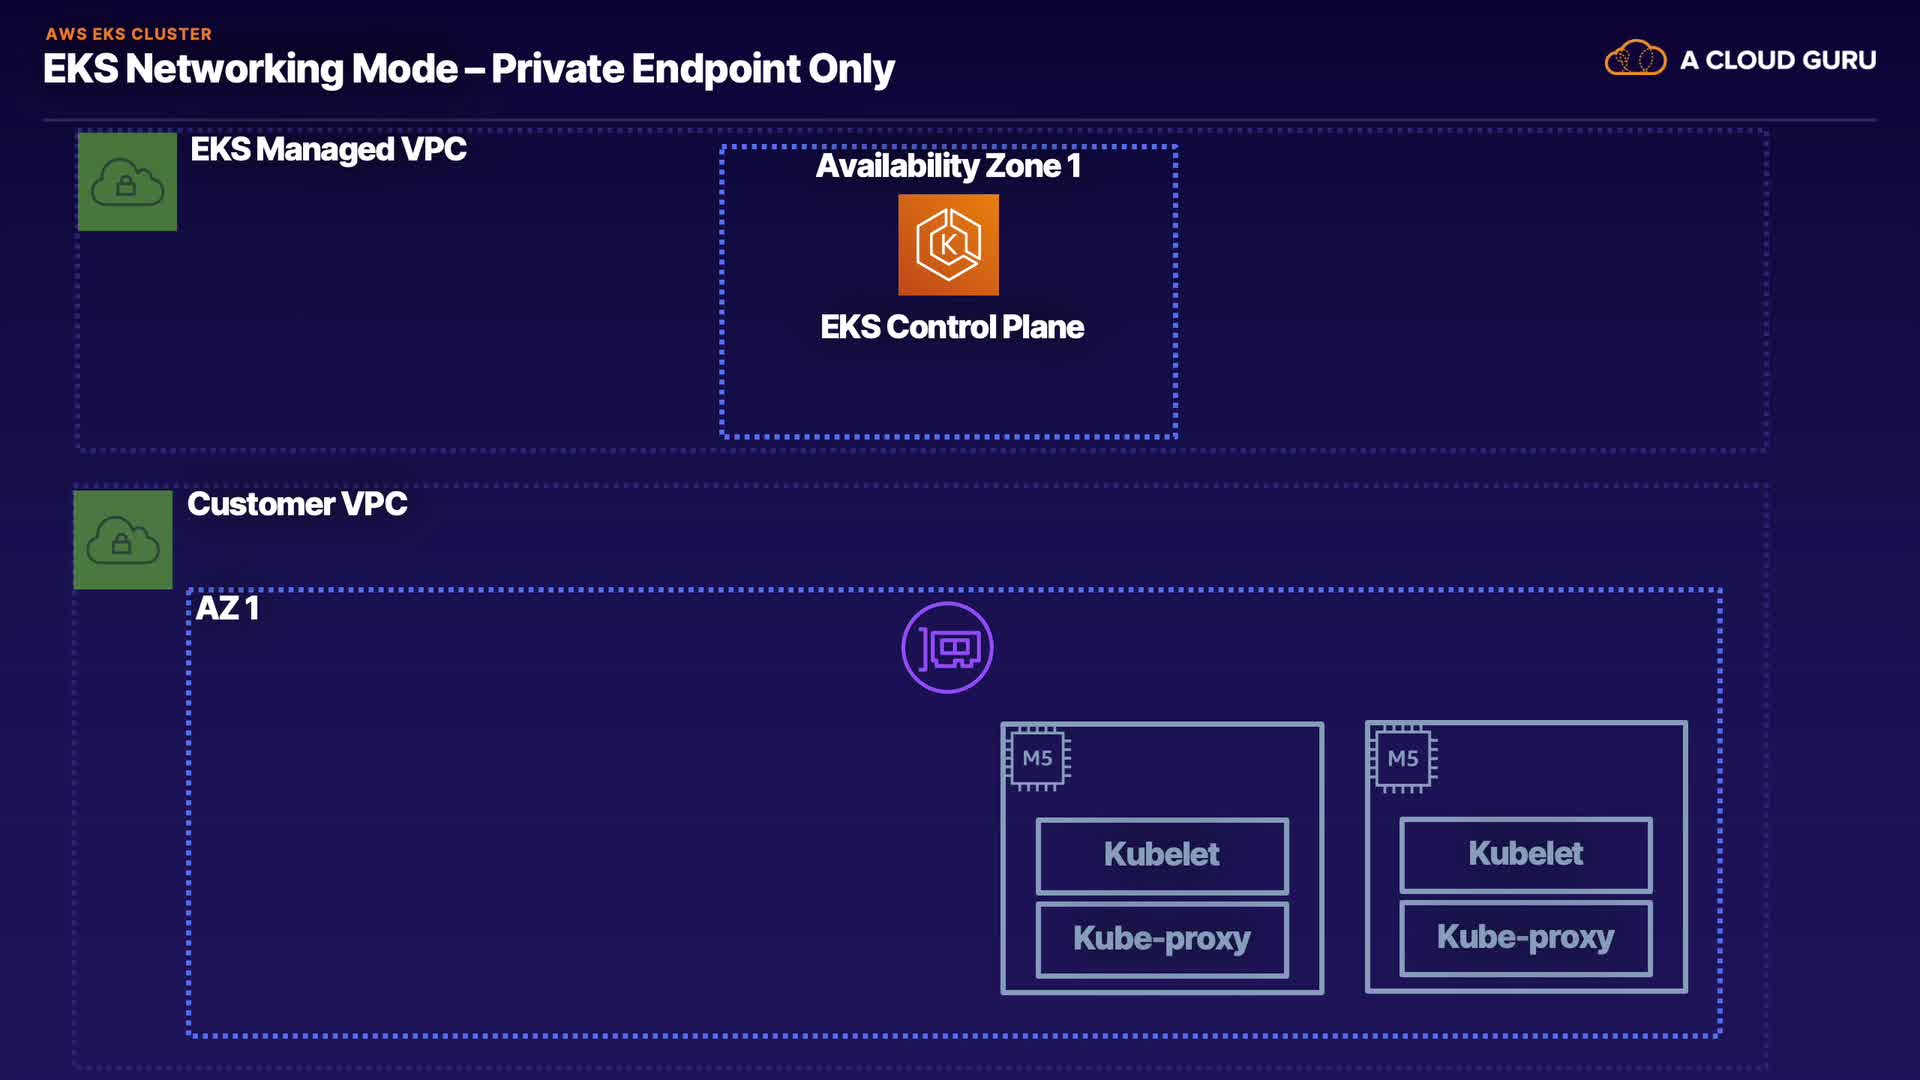 AWS EKS CLUSTER
EKS Networking Mode – Private Endpoint Only
A CLOUD GURU
EKS Managed VPC
Availability Zone 1
K
EKS Control Plane
Customer VPC
AZ 1
M5
Kubelet
Kube-proxy
M5
Kubelet
Kube-proxy